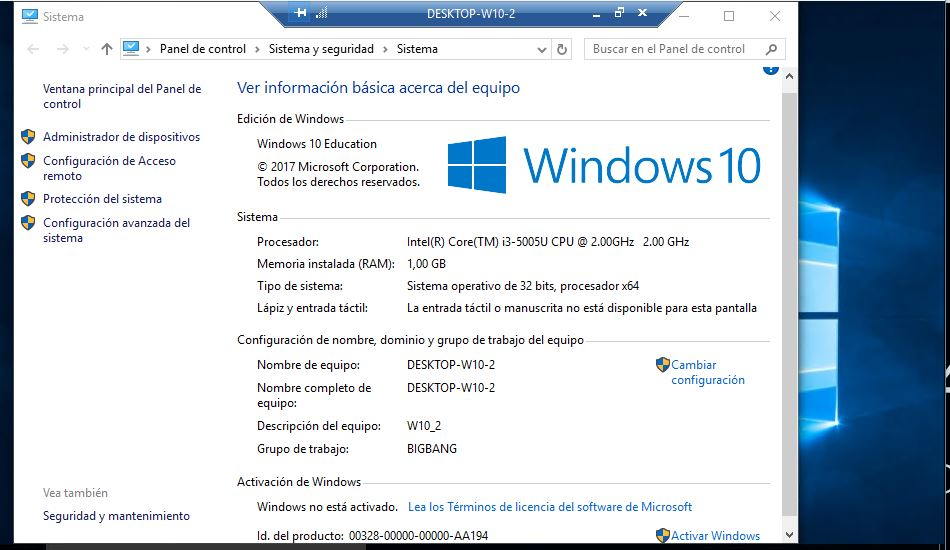 Sistema
DESKTOP-W10-2
Panel de control
Sistema y seguridad
Sistema
Buscar en el Panel de control
Ventana principal del Panel de
control
Administrador de dispositivos
Configuración de Acceso
remoto
Protección del sistema
Configuración avanzada del
sistema
Vea también
Seguridad y mantenimiento
Ver información básica acerca del equipo
Edición de Windows
Windows 10 Education
© 2017 Microsoft Corporation.
Todos los derechos reservados.
Windows 10
Sistema
Procesador: Intel(R) Core(TM) i3-5005U CPU @ 2.00GHz 2.00 GHz
Memoria instalada (RAM): 1,00 GB
Tipo de sistema: Sistema operativo de 32 bits, procesador x64
Lápiz y entrada táctil: La entrada táctil o manuscrita no está disponible para esta pantalla
Configuración de nombre, dominio y grupo de trabajo del equipo
Nombre de equipo: DESKTOP-W10-2
Cambiar
configuración
Nombre completo de
equipo:
DESKTOP-W10-2
Descripción del equipo: W10_2
Grupo de trabajo: BIGBANG
Activación de Windows
Windows no está activado. Lea los Términos de licencia del software de Microsoft
Id. del producto: 00328-00000-00000-AA194
Activar Windows